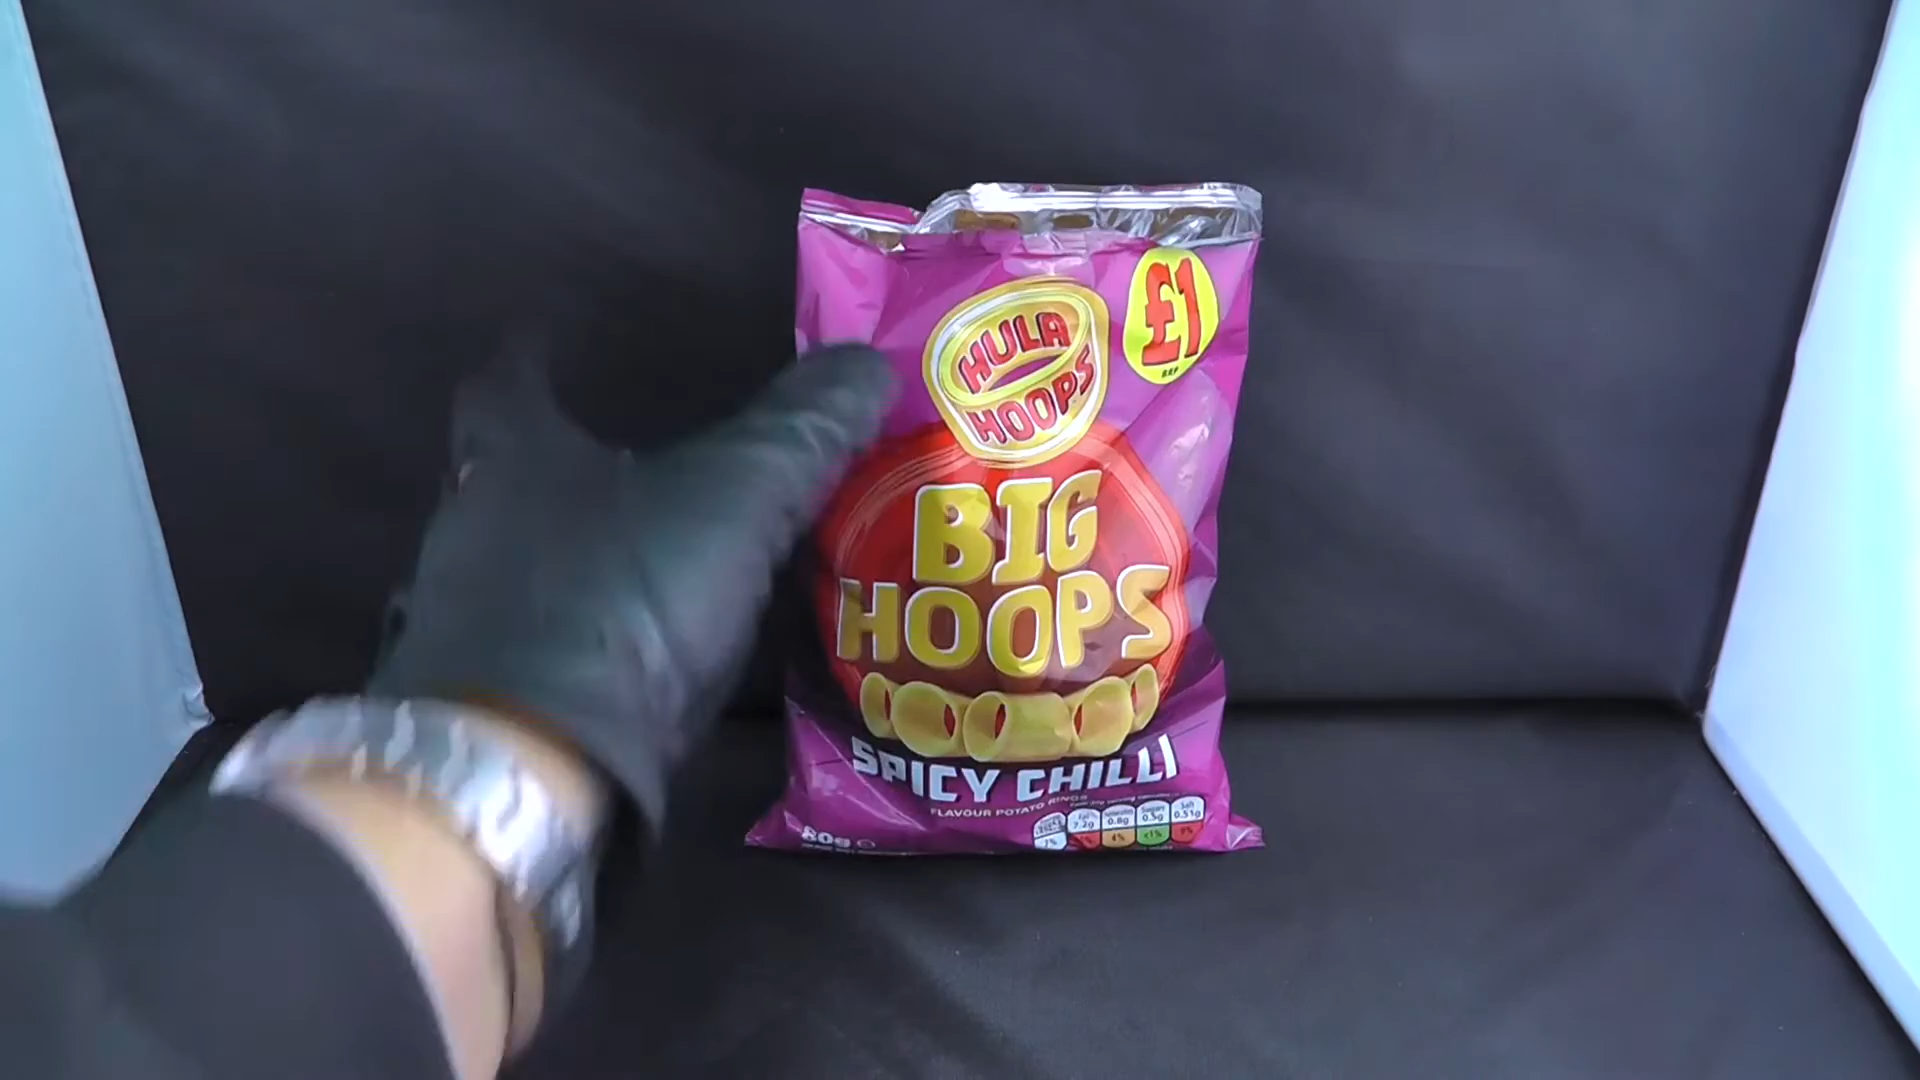 £1
RRP
HULA
HOOPS
BIG
HOOPS
SPICY CHILLI
FLAVOUR POTATO RINGS
Fat Saturates Sugars Salt
7.2g 0.8g 0.5g 0.51g
4% <1% 9%
80g e